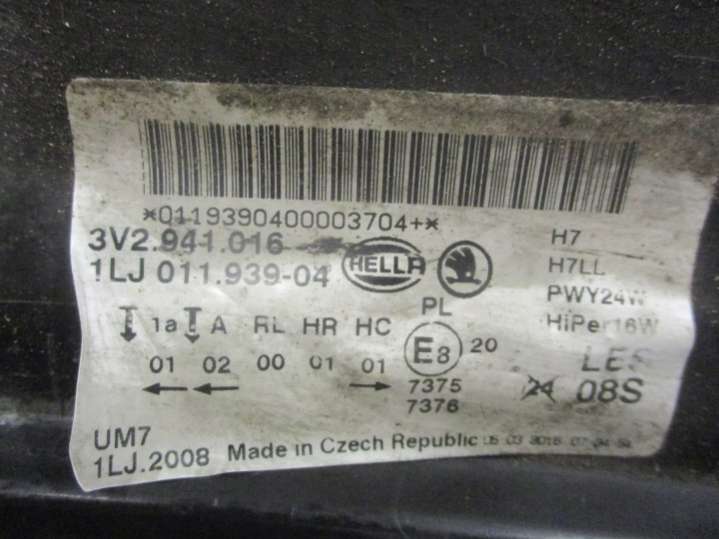 *0119390400003704+*
3V2.941.016
1LJ 011.939-04
HELLA
H7
H7LL
PWY24W
HiPer16W
PL
1a A RL HR HC
01 02 00 01 01
E8 20
7375
7376
24 08S
UM7
1LJ.2008 Made in Czech Republic